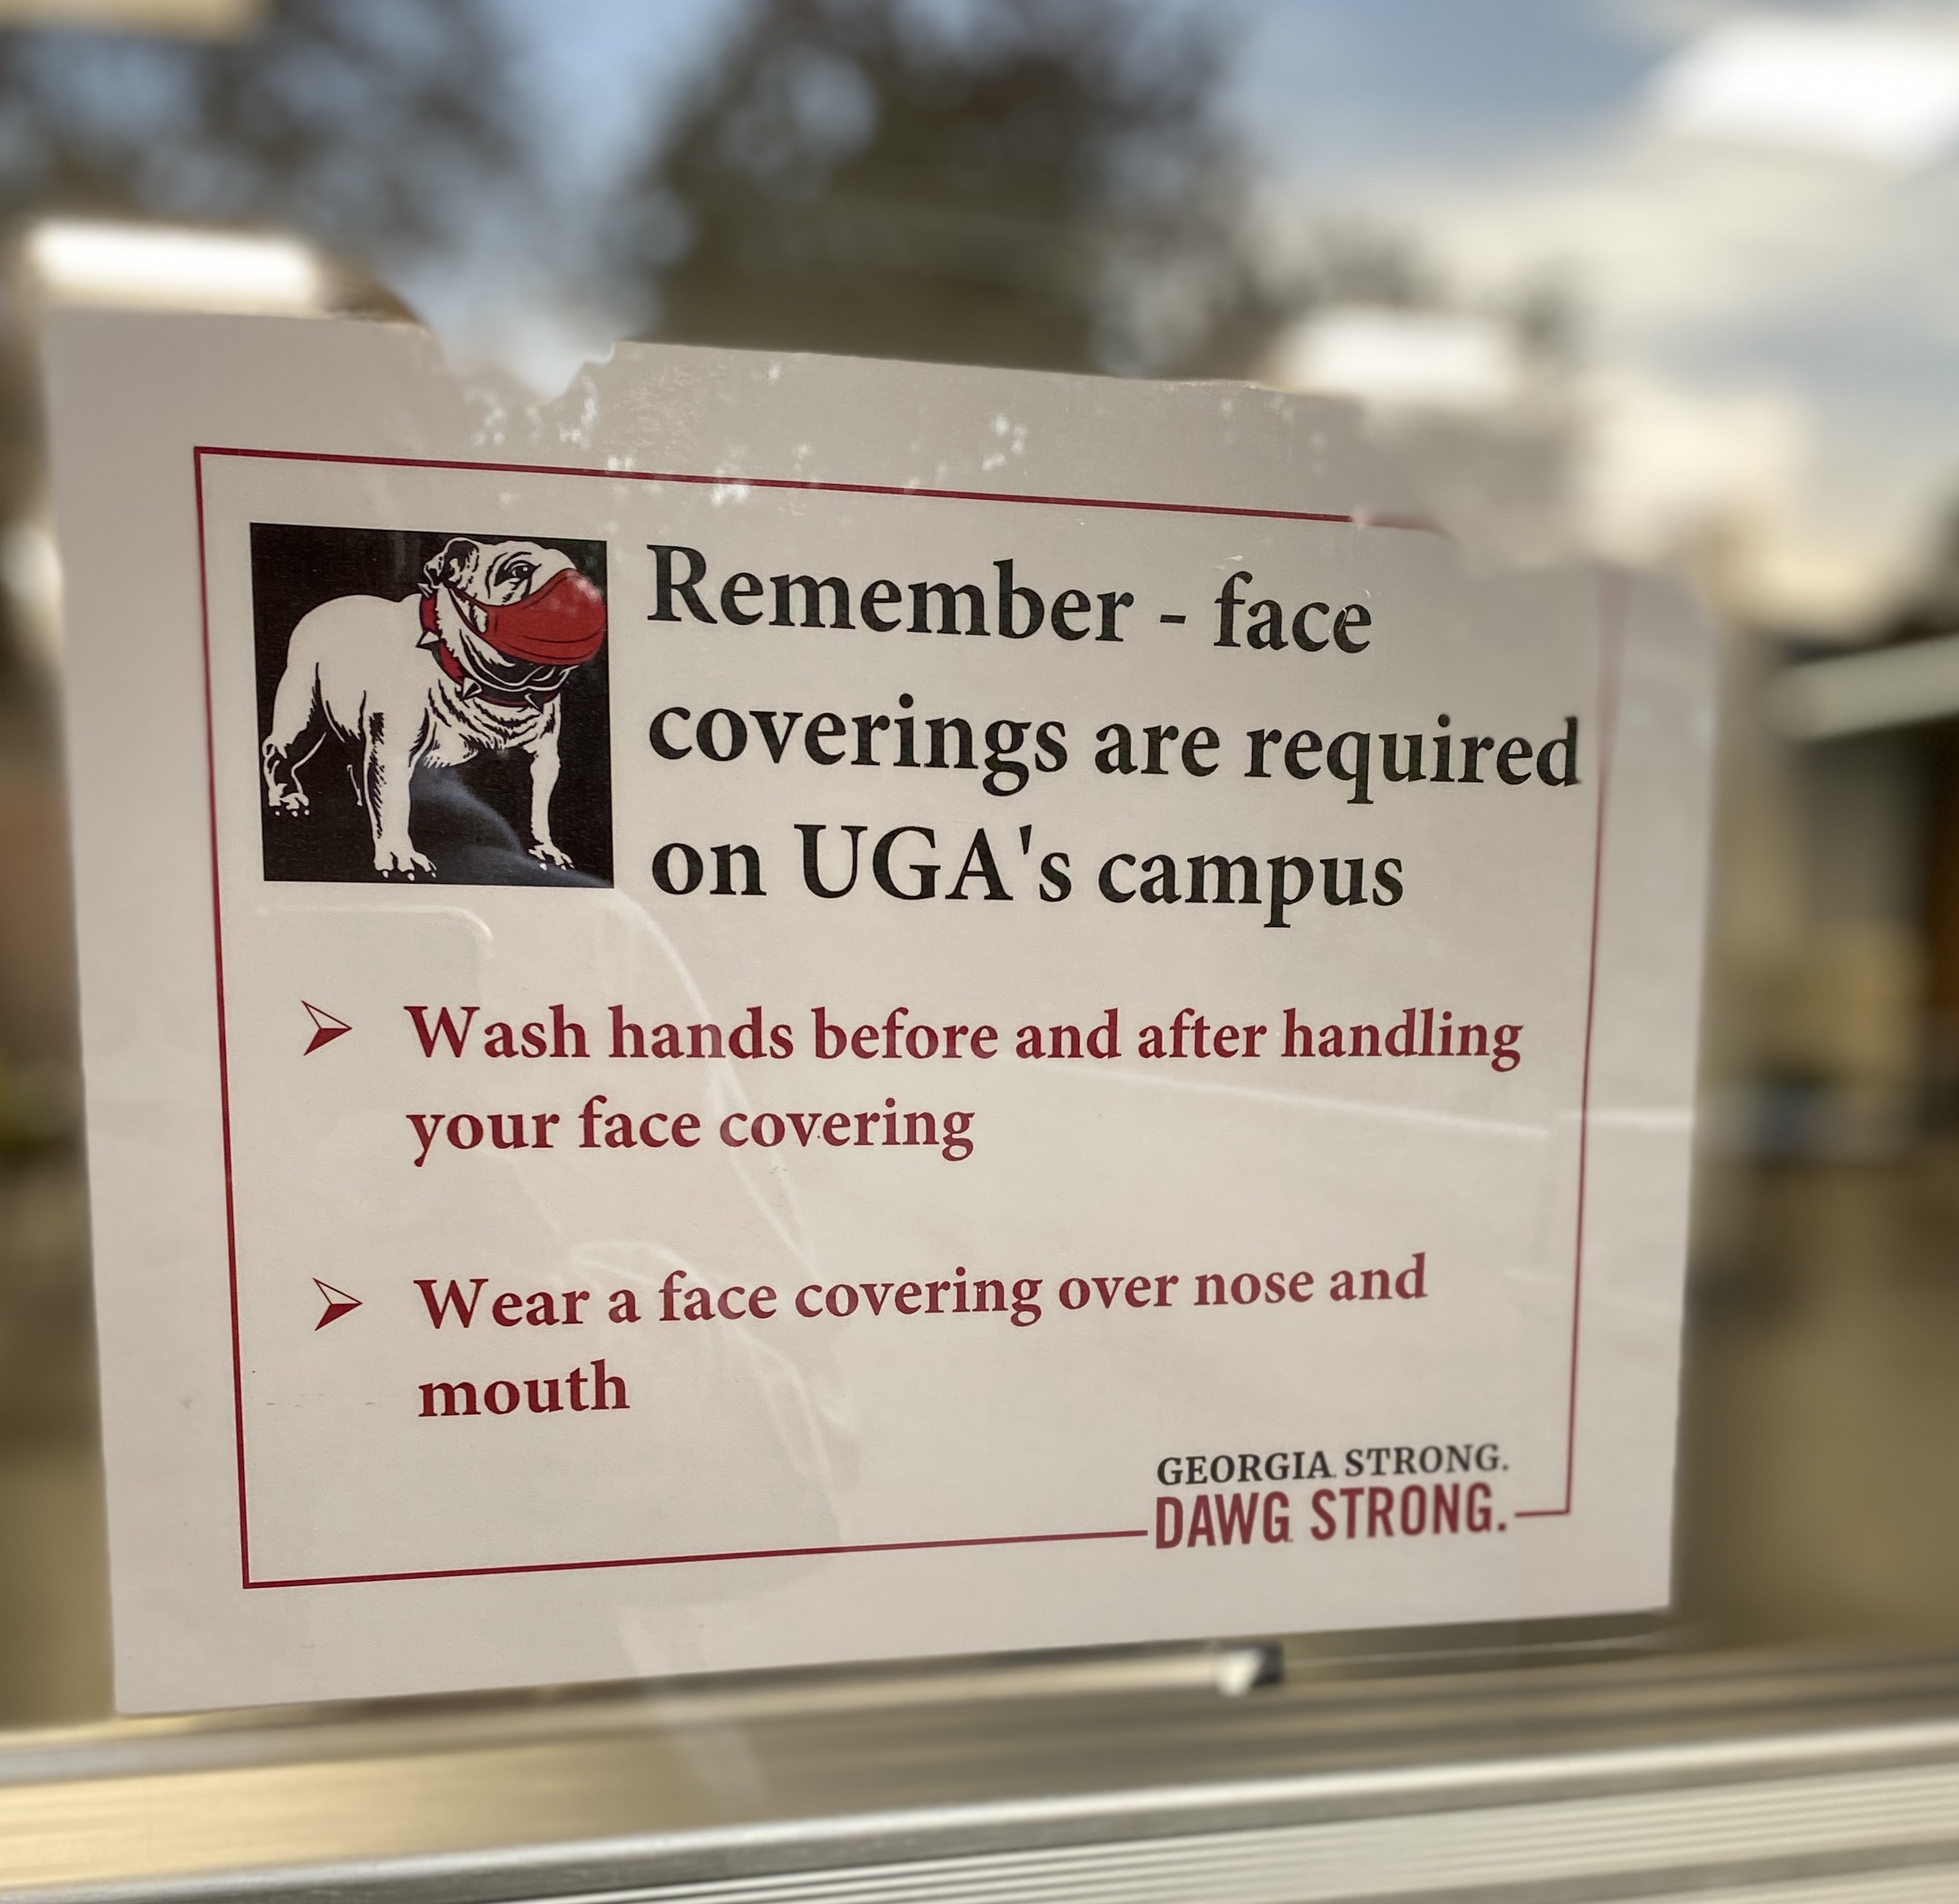 Remember - face
coverings are required
on UGA's campus
Wash hands before and after handling
your face covering
Wear a face covering over nose and
mouth
GEORGIA STRONG.
DAWG STRONG.